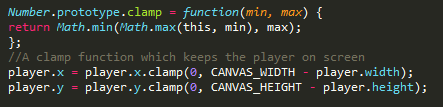 Number.prototype.clamp = function(min, max) {
return Math.min(Math.max(this, min), max);
};
//A clamp function which keeps the player on screen
player.x = player.x.clamp(0, CANVAS_WIDTH - player.width);
player.y = player.y.clamp(0, CANVAS_HEIGHT - player.height);